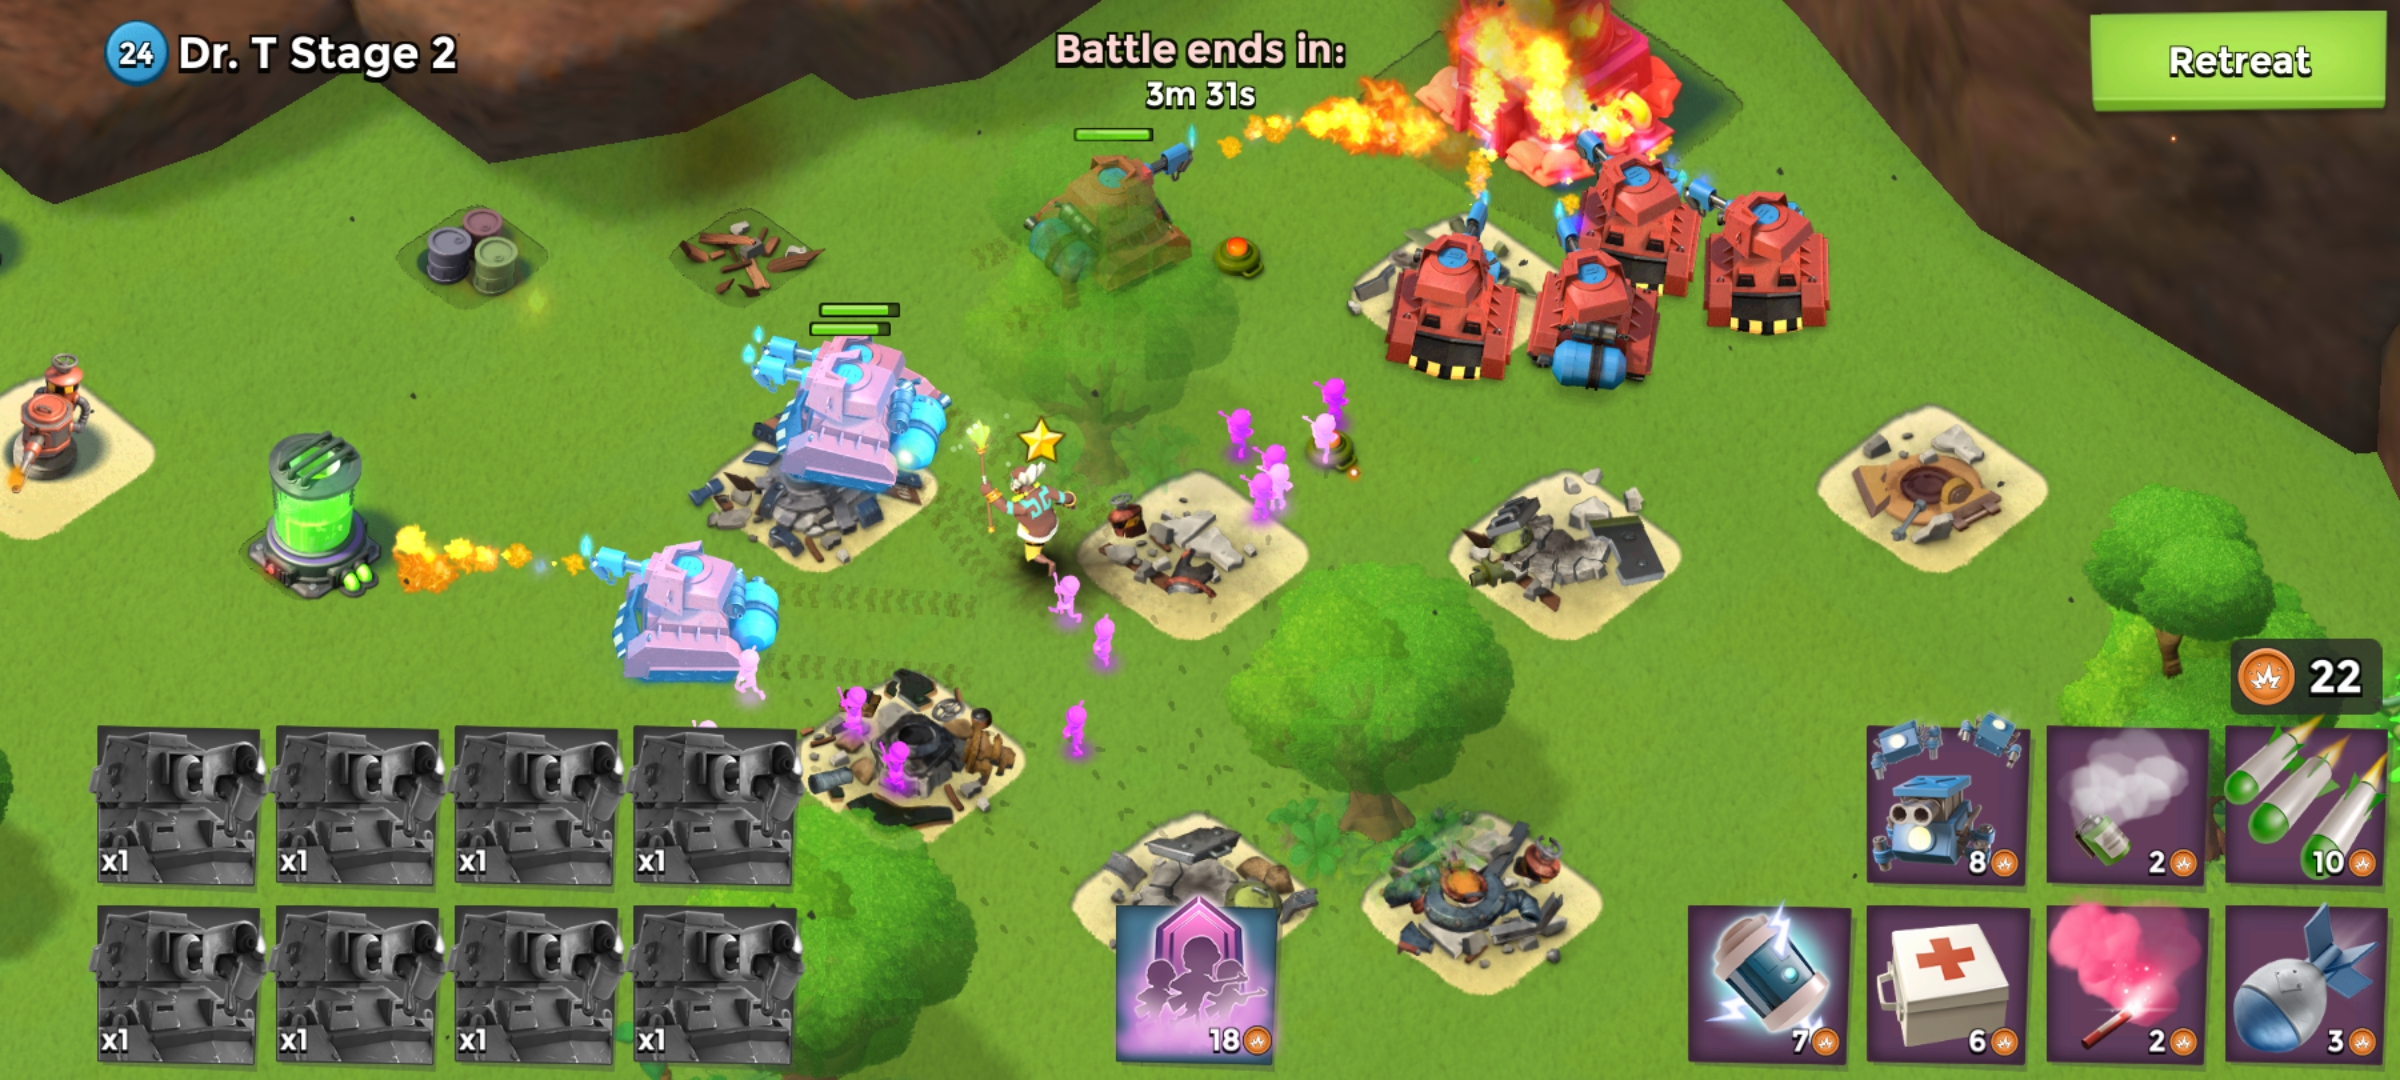 24 Dr. T Stage 2
Battle ends in:
3m 31s
Retreat
22
x1 x1 x1 x1
8 2 10
x1 x1 x1 x1
18
7 6 2 3